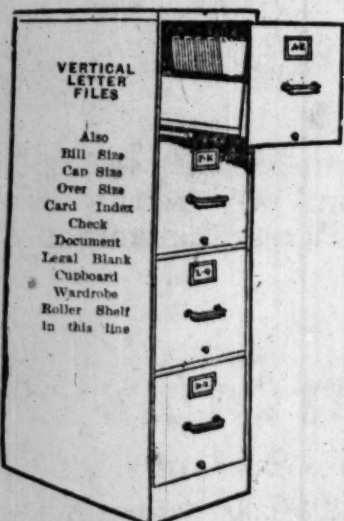 VERTICAL
LETTER
FILES
Also
Bill Size
Cap Size
Over Size
Card Index
Check
Document
Legal Blank
Cupboard
Wardrobe
Roller Shelf
in this line
A-E
F-K
L-Q